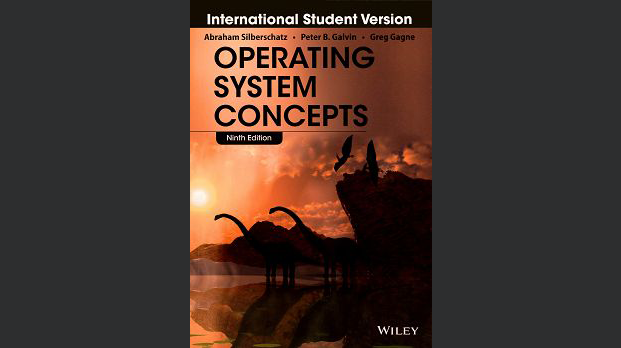 International Student Version
Abraham Silberschatz • Peter B. Galvin • Greg Gagne
OPERATING
SYSTEM
CONCEPTS
Ninth Edition
WILEY